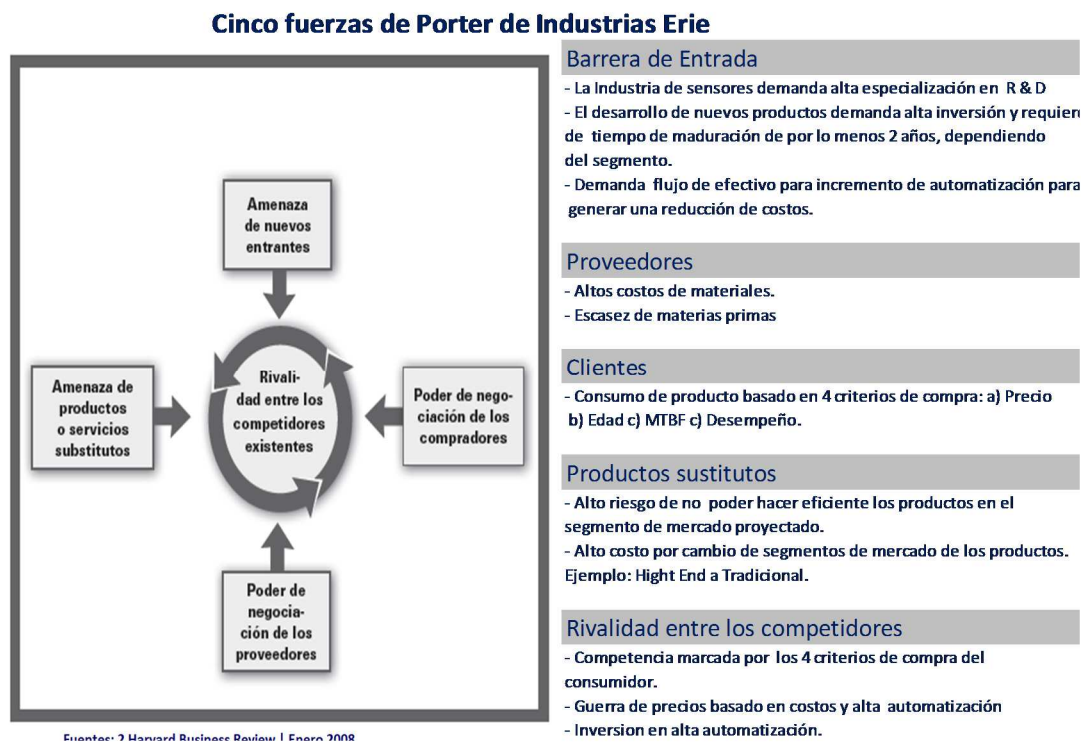 Cinco fuerzas de Porter de Industrias Erie
Amenaza
de nuevos
entrantes
Amenaza de
productos
o servicios
substitutos
Rivali-
dad entre los
competidores
existentes
Poder de nego-
ciación de los
compradores
Poder de
negocia-
ción de los
proveedores
Fuentes: 2 Harvard Business Review | Enero 2008
Barrera de Entrada
- La Industria de sensores demanda alta especialización en R & D
- El desarrollo de nuevos productos demanda alta inversión y requiere
de tiempo de maduración de por lo menos 2 años, dependiendo
del segmento.
- Demanda flujo de efectivo para incremento de automatización para
generar una reducción de costos.
Proveedores
- Altos costos de materiales.
- Escasez de materias primas
Clientes
- Consumo de producto basado en 4 criterios de compra: a) Precio
b) Edad c) MTBF c) Desempeño.
Productos sustitutos
- Alto riesgo de no poder hacer eficiente los productos en el
segmento de mercado proyectado.
- Alto costo por cambio de segmentos de mercado de los productos.
Ejemplo: Hight End a Tradicional.
Rivalidad entre los competidores
- Competencia marcada por los 4 criterios de compra del
consumidor.
- Guerra de precios basado en costos y alta automatización
- Inversion en alta automatización.